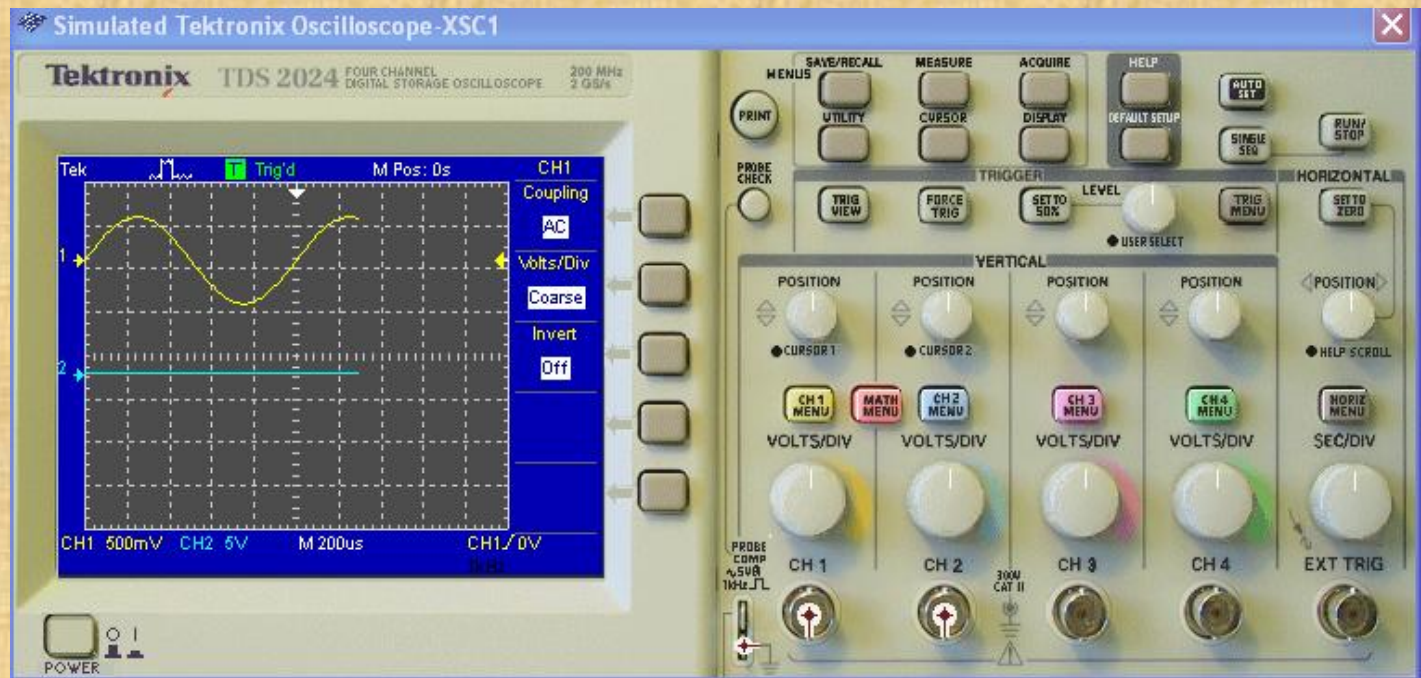 Simulated Tektronix Oscilloscope-XSC1
Tektronix TDS 2024 FOUR CHANNEL DIGITAL STORAGE OSCILLOSCOPE 200 MHz 2 GS/s
Tek T Trig'd M Pos: 0s CH1
Coupling
AC
1
Volts/Div
Coarse
Invert
Off
2
CH1 500mV CH2 5V M 200us CH1 0V
1kHz
POWER
PRINT
PROBE CHECK
MENUS
SAVE/RECALL MEASURE ACQUIRE HELP
AUTO SET
UTILITY CURSOR DISPLAY DEFAULT SETUP
SINGLE SEQ
RUN/STOP
TRIGGER
HORIZONTAL
TRIG VIEW
FORCE TRIG
SET TO 50%
LEVEL
USER SELECT
TRIG MENU
SET TO ZERO
VERTICAL
POSITION POSITION POSITION POSITION POSITION
CURSOR 1 CURSOR 2 HELP SCROLL
CH 1 MENU
MATH MENU
CH 2 MENU
CH 3 MENU
CH 4 MENU
HORIZ MENU
VOLTS/DIV VOLTS/DIV VOLTS/DIV VOLTS/DIV SEC/DIV
PROBE COMP
~5V@
1kHz
CH 1 CH 2 CH 3 CH 4 EXT TRIG
300V
CAT II